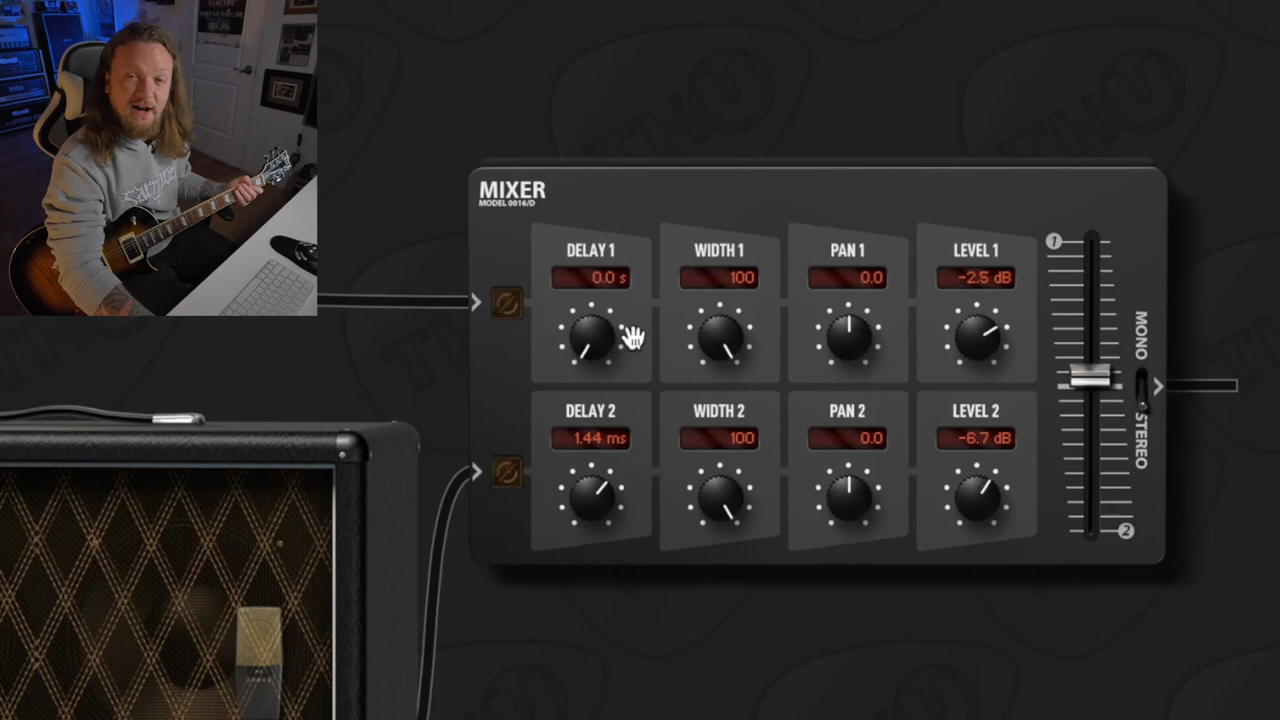 MIXER
MODEL 0016/D
DELAY 1
WIDTH 1
PAN 1
LEVEL 1
0.0 s
100
0.0
-2.5 dB
1
MONO
STEREO
DELAY 2
WIDTH 2
PAN 2
LEVEL 2
1.44 ms
100
0.0
-6.7 dB
2
THU
THU